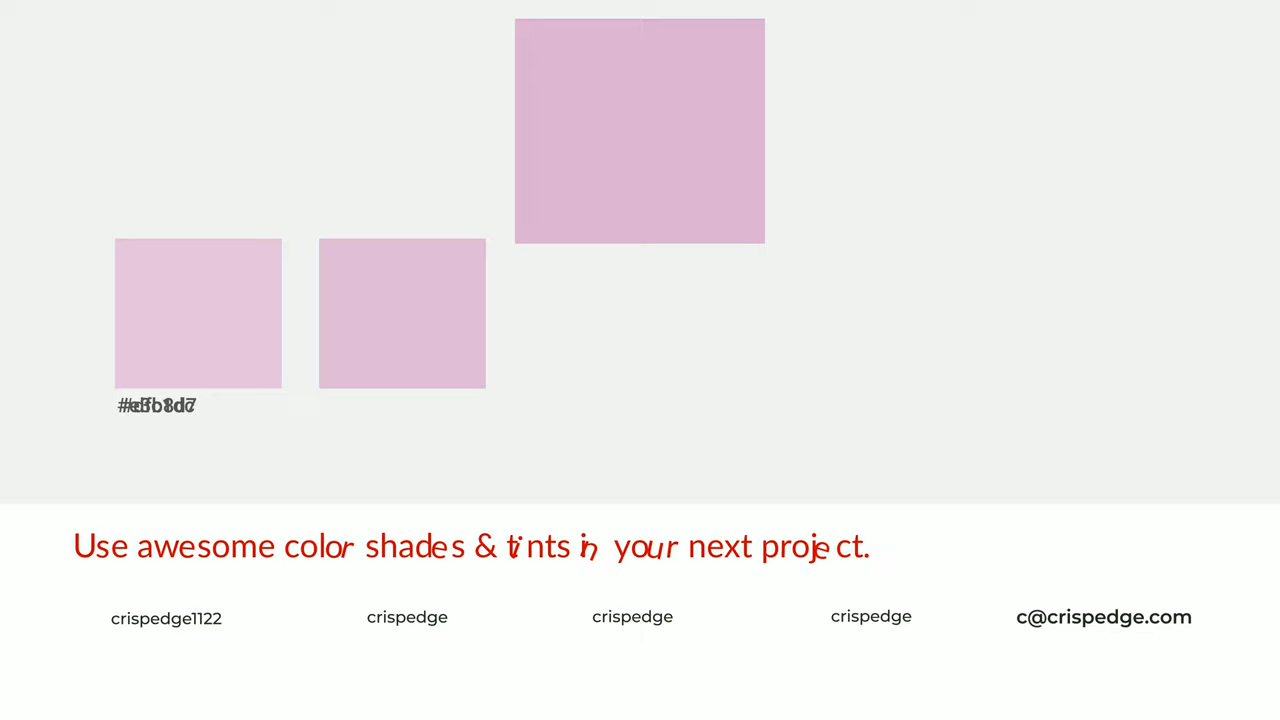 Use awesome color shades & tints in your next project.
crispedge1122 crispedge crispedge crispedge c@crispedge.com